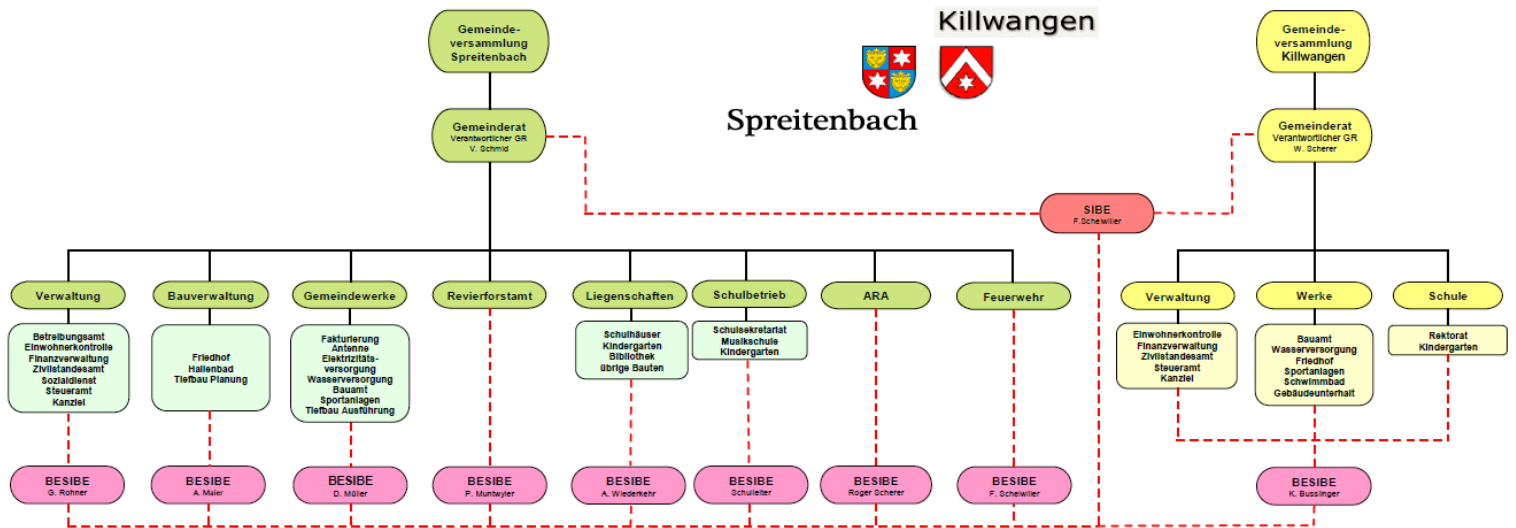 Gemeinde-
versammlung
Spreitenbach
Killwangen
Spreitenbach
Gemeinde-
versammlung
Killwangen
Gemeinderat
Verantwortlicher GR
V. Schmid
Gemeinderat
Verantwortlicher GR
W. Scherer
SIBE
F.Scheiwiler
Verwaltung
Bauverwaltung
Gemeindewerke
Revierforstamt
Liegenschaften
Schulbetrieb
ARA
Feuerwehr
Verwaltung
Werke
Schule
Betreibungsamt
Einwohnerkontrolle
Finanzverwaltung
Zivilstandesamt
Sozialdienst
Steueramt
Kanzlei
Friedhof
Hallenbad
Tiefbau Planung
Fakturierung
Antenne
Elektrizitäts-
versorgung
Wasserversorgung
Bauamt
Sportanlagen
Tiefbau Ausführung
Schulhäuser
Kindergarten
Bibliothek
übrige Bauten
Schulsekretariat
Musikschule
Kindergarten
Einwohnerkontrolle
Finanzverwaltung
Zivilstandesamt
Steueramt
Kanzlei
Bauamt
Wasserversorgung
Friedhof
Sportanlagen
Schwimmbad
Gebäudeunterhalt
Rektorat
Kindergarten
BESIBE
G. Rohner
BESIBE
A. Maier
BESIBE
D. Müller
BESIBE
P. Muntwyler
BESIBE
A. Wiederkehr
BESIBE
Schulleiter
BESIBE
Roger Scherer
BESIBE
F. Scheiwiler
BESIBE
K. Busslinger